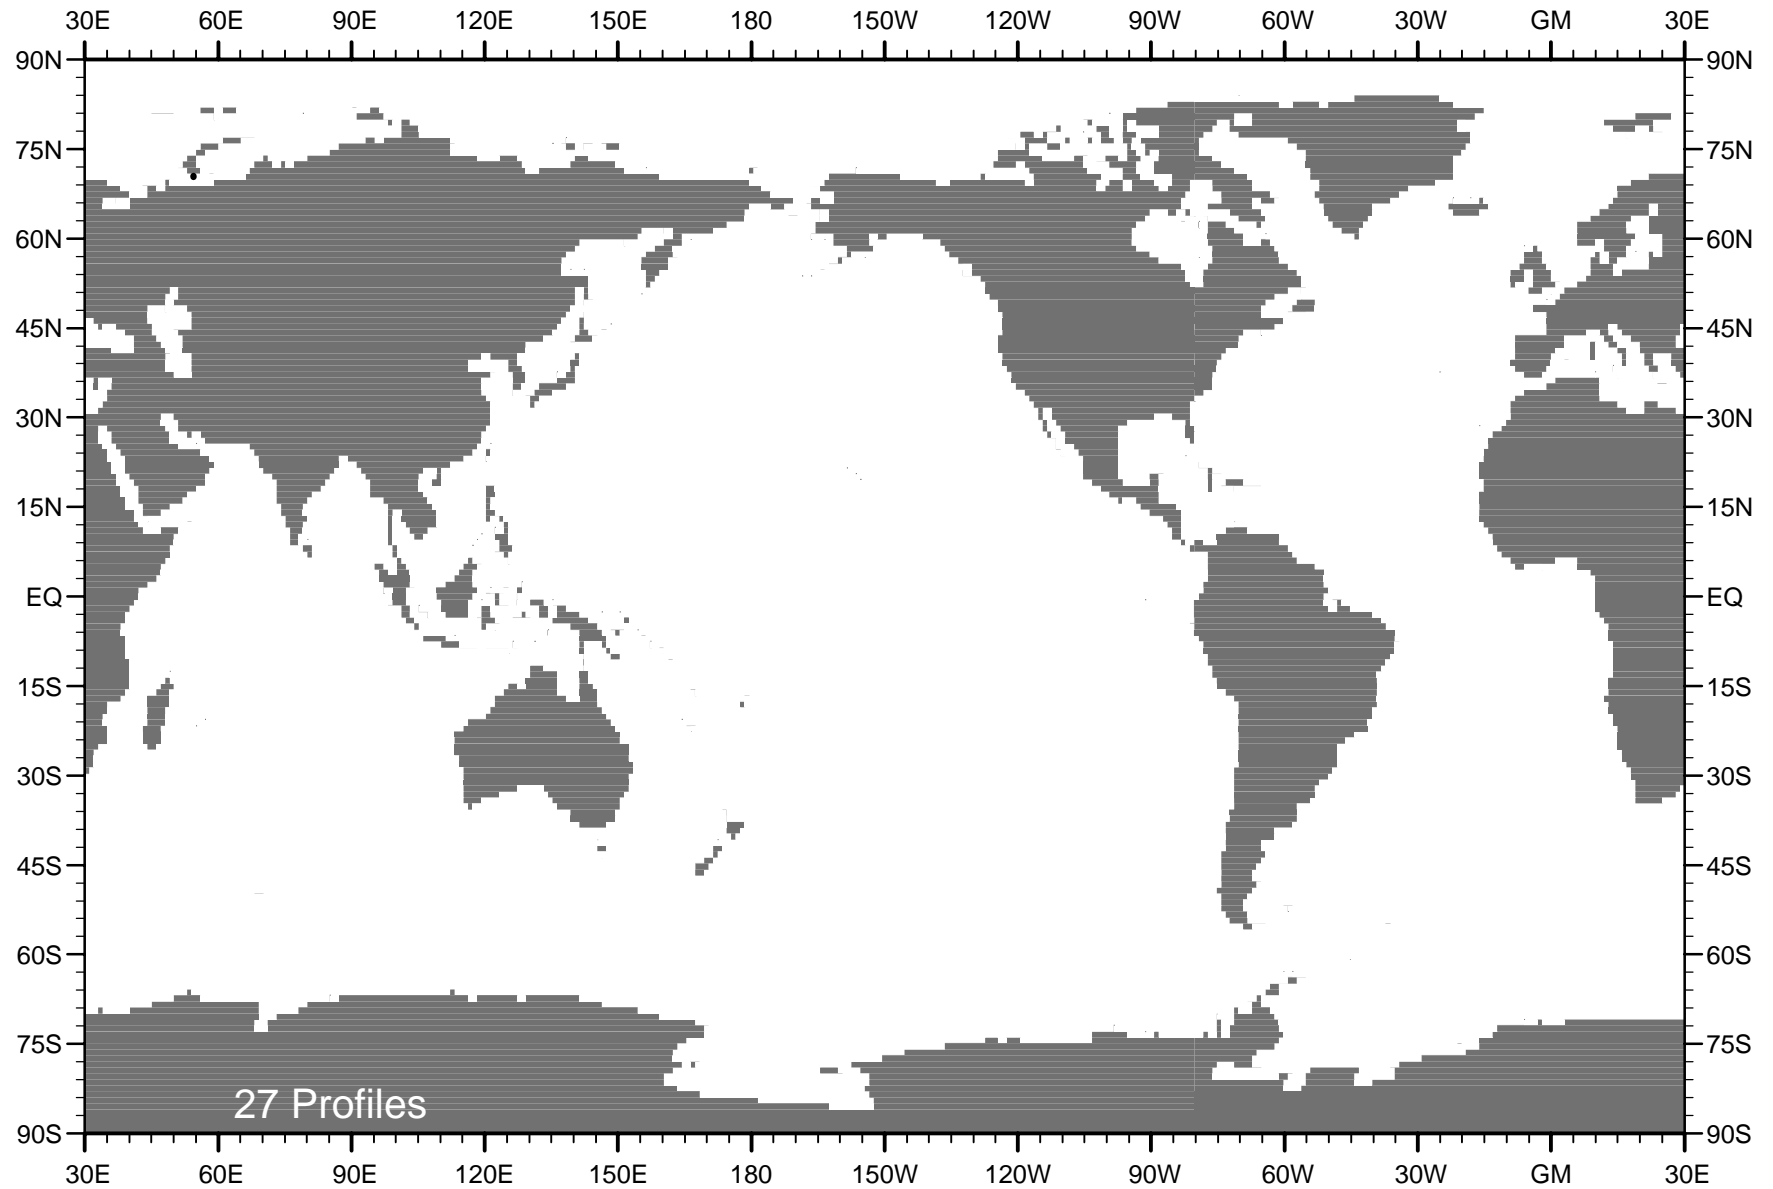 30E 60E 90E 120E 150E 180 150W 120W 90W 60W 30W GM 30E
90N 90N
75N 75N
60N 60N
45N 45N
30N 30N
15N 15N
EQ EQ
15S 15S
30S 30S
45S 45S
60S 60S
75S 75S
27 Profiles
90S 90S
30E 60E 90E 120E 150E 180 150W 120W 90W 60W 30W GM 30E